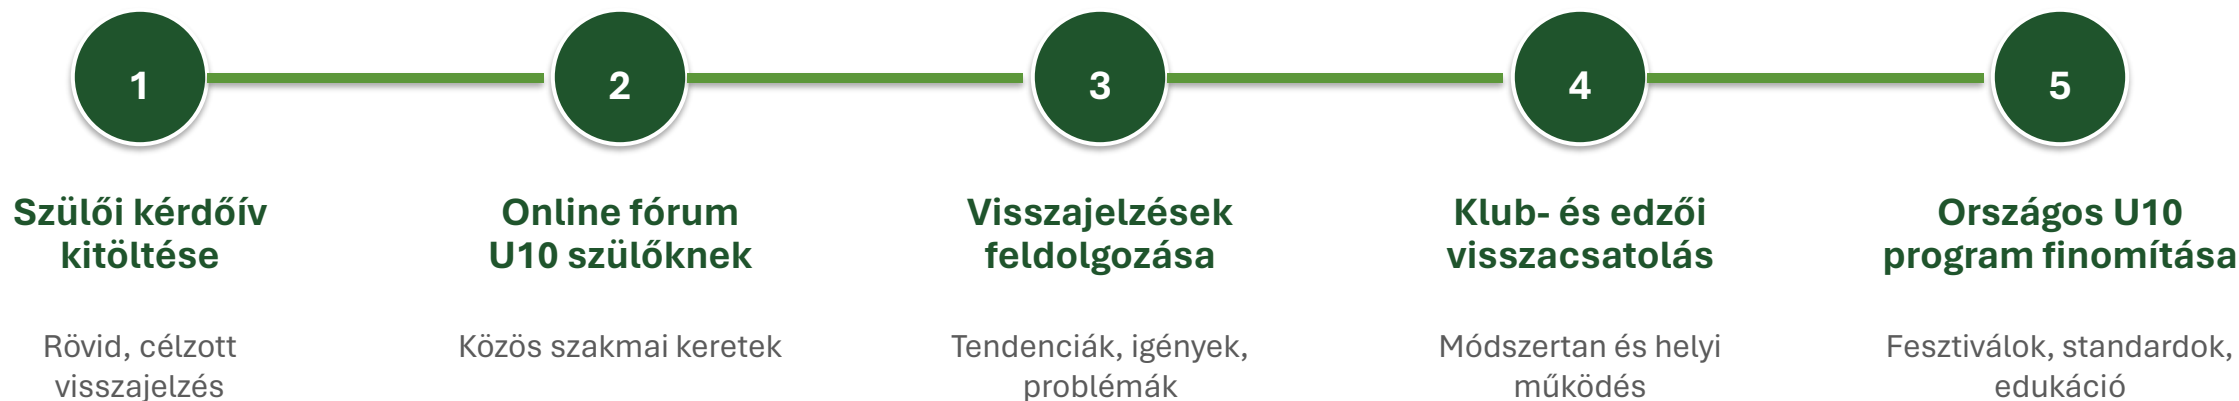 1
Szülői kérdőív
kitöltése
Rövid, célzott
visszajelzés
2
Online fórum
U10 szülőknek
Közös szakmai keretek
3
Visszajelzések
feldolgozása
Tendenciák, igények,
problémák
4
Klub- és edzői
visszacsatolás
Módszertan és helyi
működés
5
Országos U10
program finomítása
Fesztiválok, standardok,
edukáció